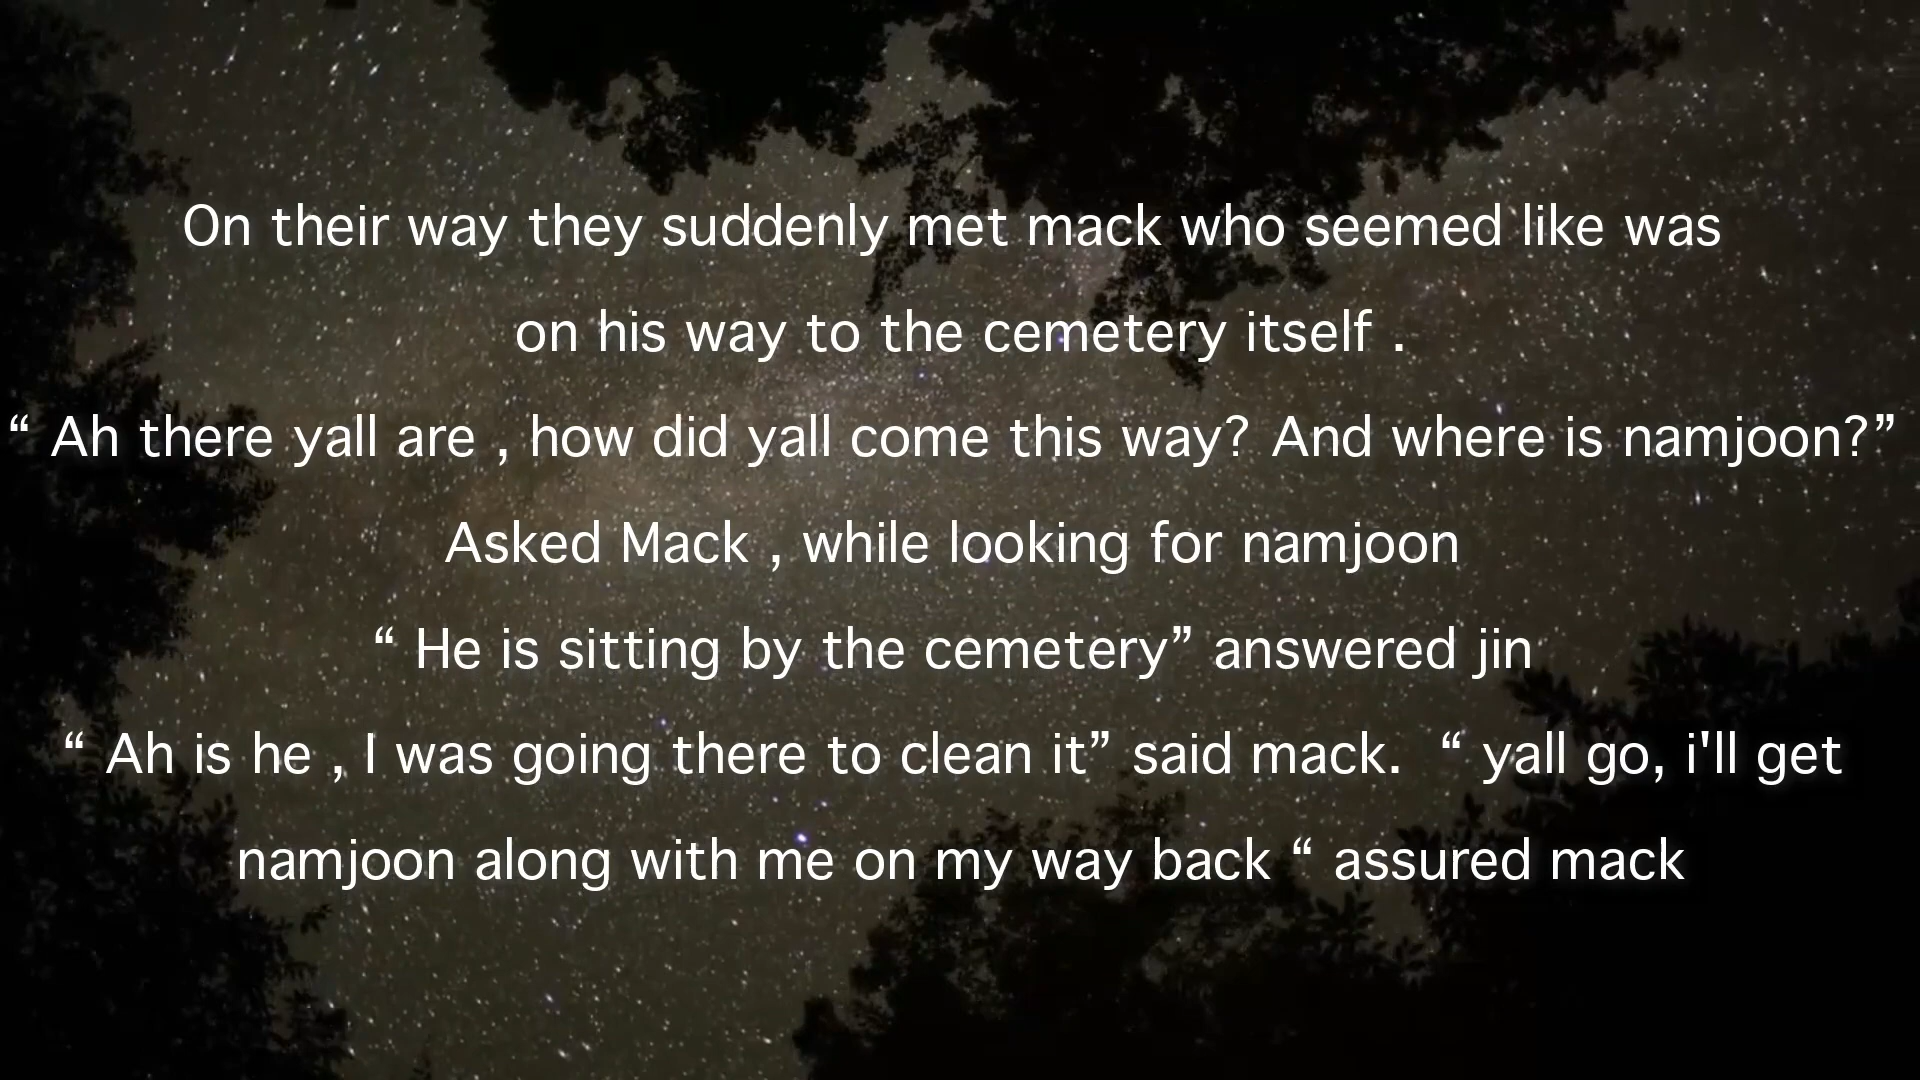 On their way they suddenly met mack who seemed like was
on his way to the cemetery itself .
“ Ah there yall are , how did yall come this way? And where is namjoon?”
Asked Mack , while looking for namjoon
“ He is sitting by the cemetery” answered jin
“ Ah is he , I was going there to clean it” said mack.  “ yall go, i'll get
namjoon along with me on my way back “ assured mack